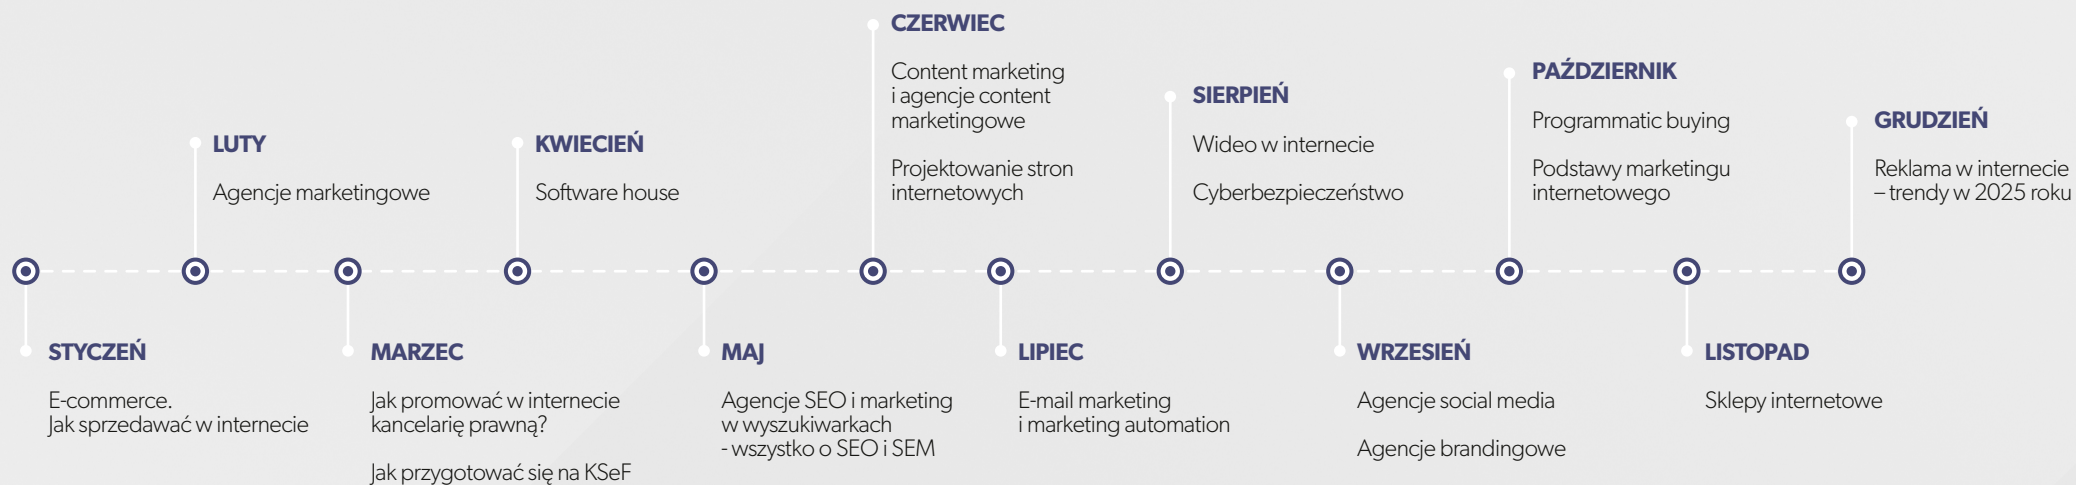 STYCZEŃ
E-commerce.
Jak sprzedawać w internecie
LUTY
Agencje marketingowe
MARZEC
Jak promować w internecie
kancelarię prawną?
Jak przygotować się na KSeF
KWIECIEŃ
Software house
MAJ
Agencje SEO i marketing
w wyszukiwarkach
- wszystko o SEO i SEM
CZERWIEC
Content marketing
i agencje content
marketingowe
Projektowanie stron
internetowych
LIPIEC
E-mail marketing
i marketing automation
SIERPIEŃ
Wideo w internecie
Cyberbezpieczeństwo
WRZESIEŃ
Agencje social media
Agencje brandingowe
PAŹDZIERNIK
Programmatic buying
Podstawy marketingu
internetowego
LISTOPAD
Sklepy internetowe
GRUDZIEŃ
Reklama w internecie
– trendy w 2025 roku